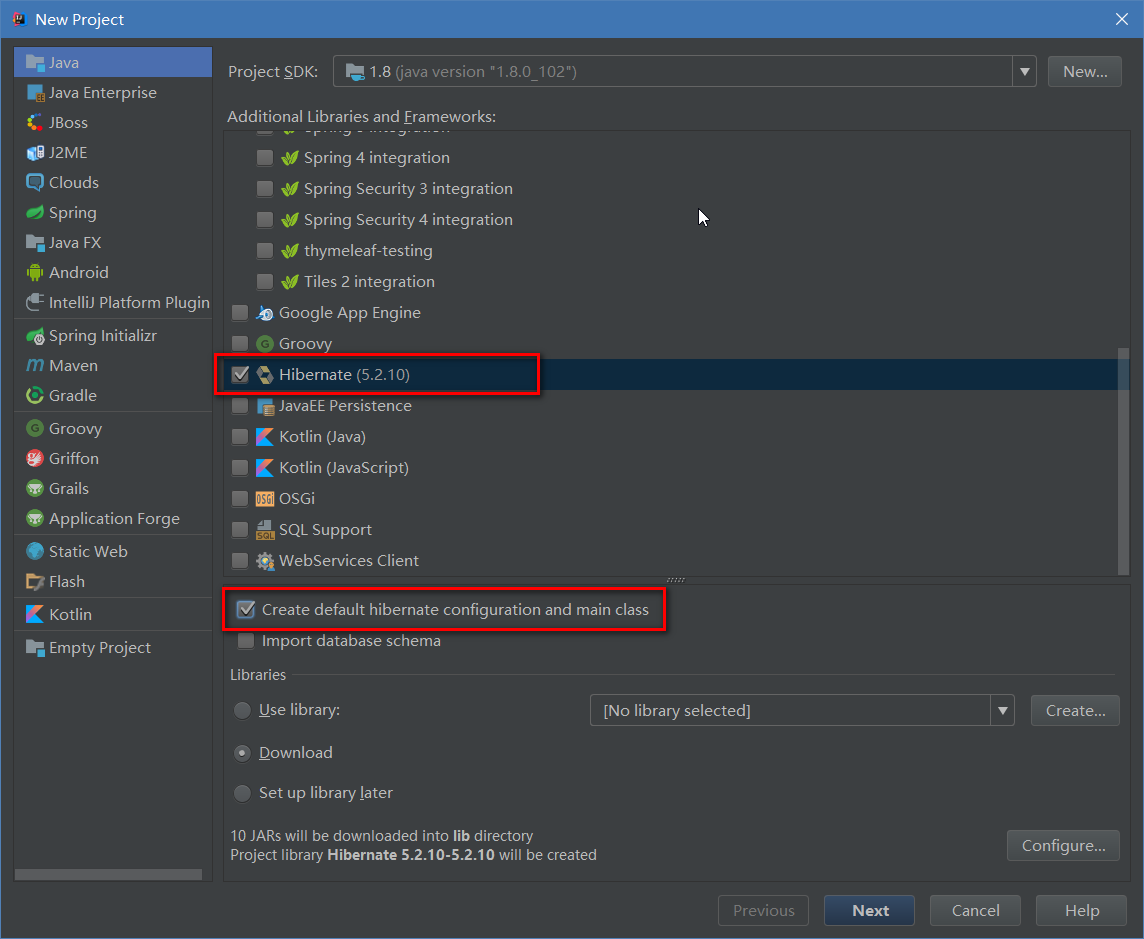 New Project
Java
Java Enterprise
JBoss
J2ME
Clouds
Spring
Java FX
Android
IntelliJ Platform Plugin
Spring Initializr
Maven
Gradle
Groovy
Griffon
Grails
Application Forge
Static Web
Flash
Kotlin
Empty Project
Project SDK: 1.8 (java version "1.8.0_102") New...
Additional Libraries and Frameworks:
Spring 4 integration
Spring Security 3 integration
Spring Security 4 integration
thymeleaf-testing
Tiles 2 integration
Google App Engine
Groovy
Hibernate (5.2.10)
JavaEE Persistence
Kotlin (Java)
Kotlin (JavaScript)
OSGi
SQL Support
WebServices Client
Create default hibernate configuration and main class
Import database schema
Libraries
Use library: [No library selected] Create...
Download
Set up library later
10 JARs will be downloaded into lib directory
Project library Hibernate 5.2.10-5.2.10 will be created
Configure...
Previous Next Cancel Help